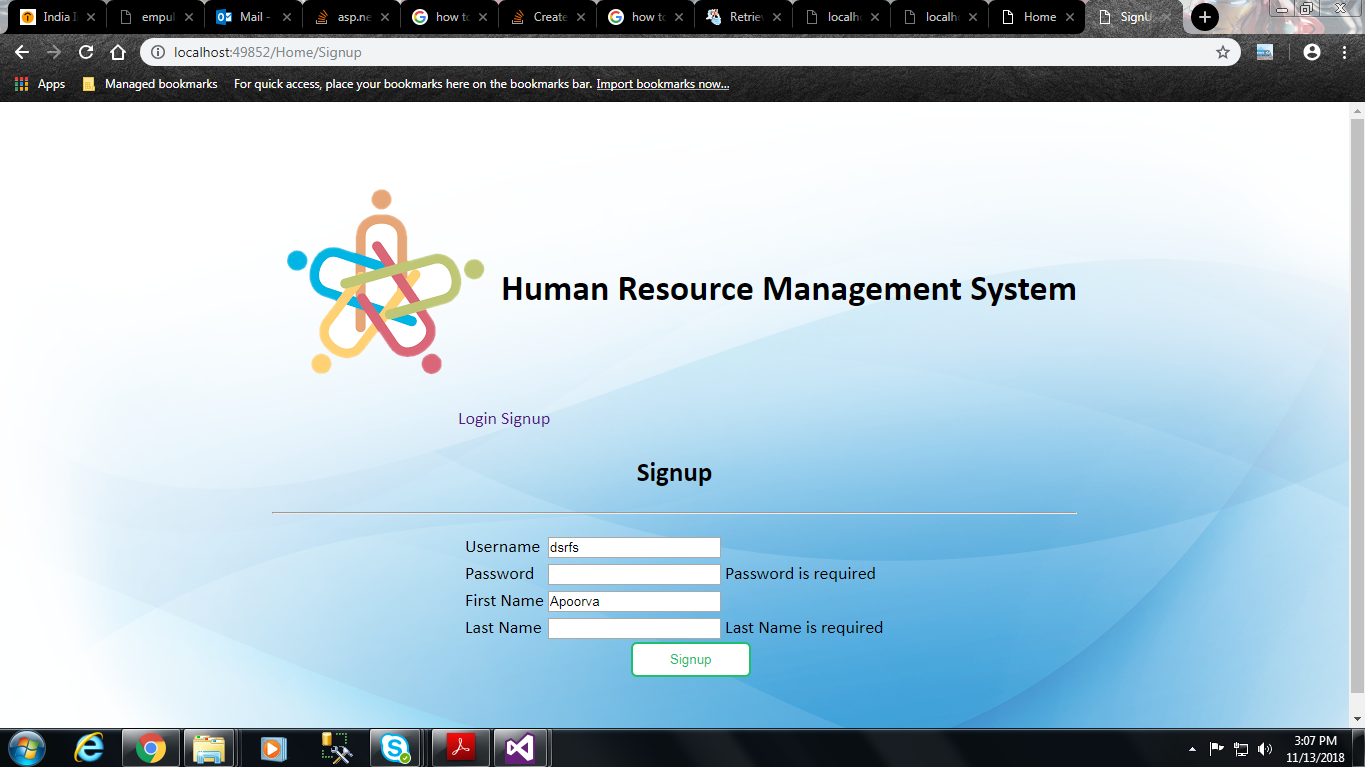 India I
empul
Mail -
asp.ne
how to
Create
how to
Retriev
localho
localho
Home
SignU
localhost:49852/Home/Signup
Apps Managed bookmarks For quick access, place your bookmarks here on the bookmarks bar. Import bookmarks now...
Human Resource Management System
Login Signup
Signup
Username dsrfs
Password Password is required
First Name Apoorva
Last Name Last Name is required
Signup
3:07 PM
11/13/2018